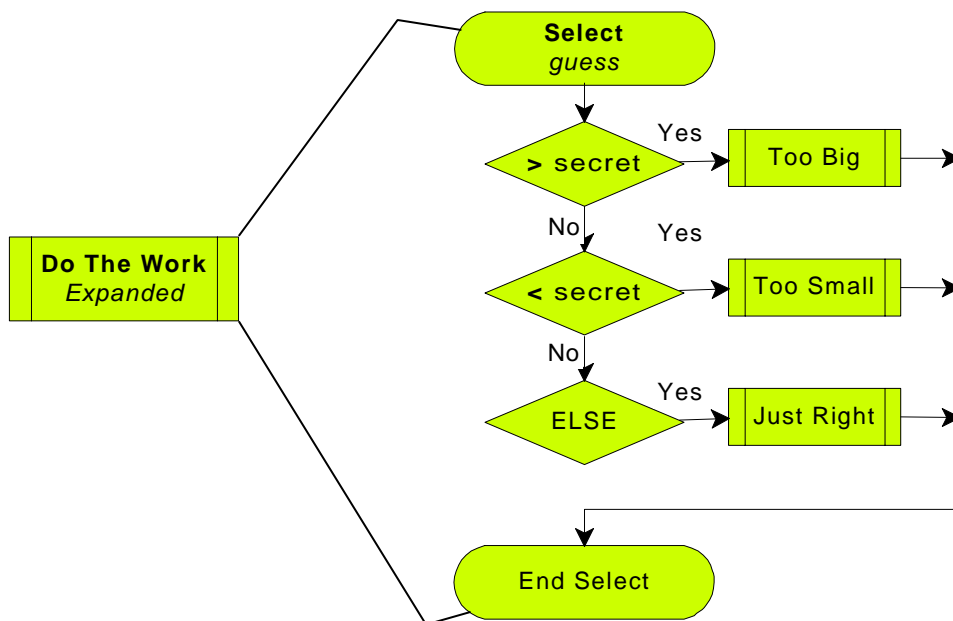 Select
guess
Yes
> secret
Too Big
No
Yes
Do The Work
Expanded
< secret
Too Small
No
Yes
ELSE
Just Right
End Select